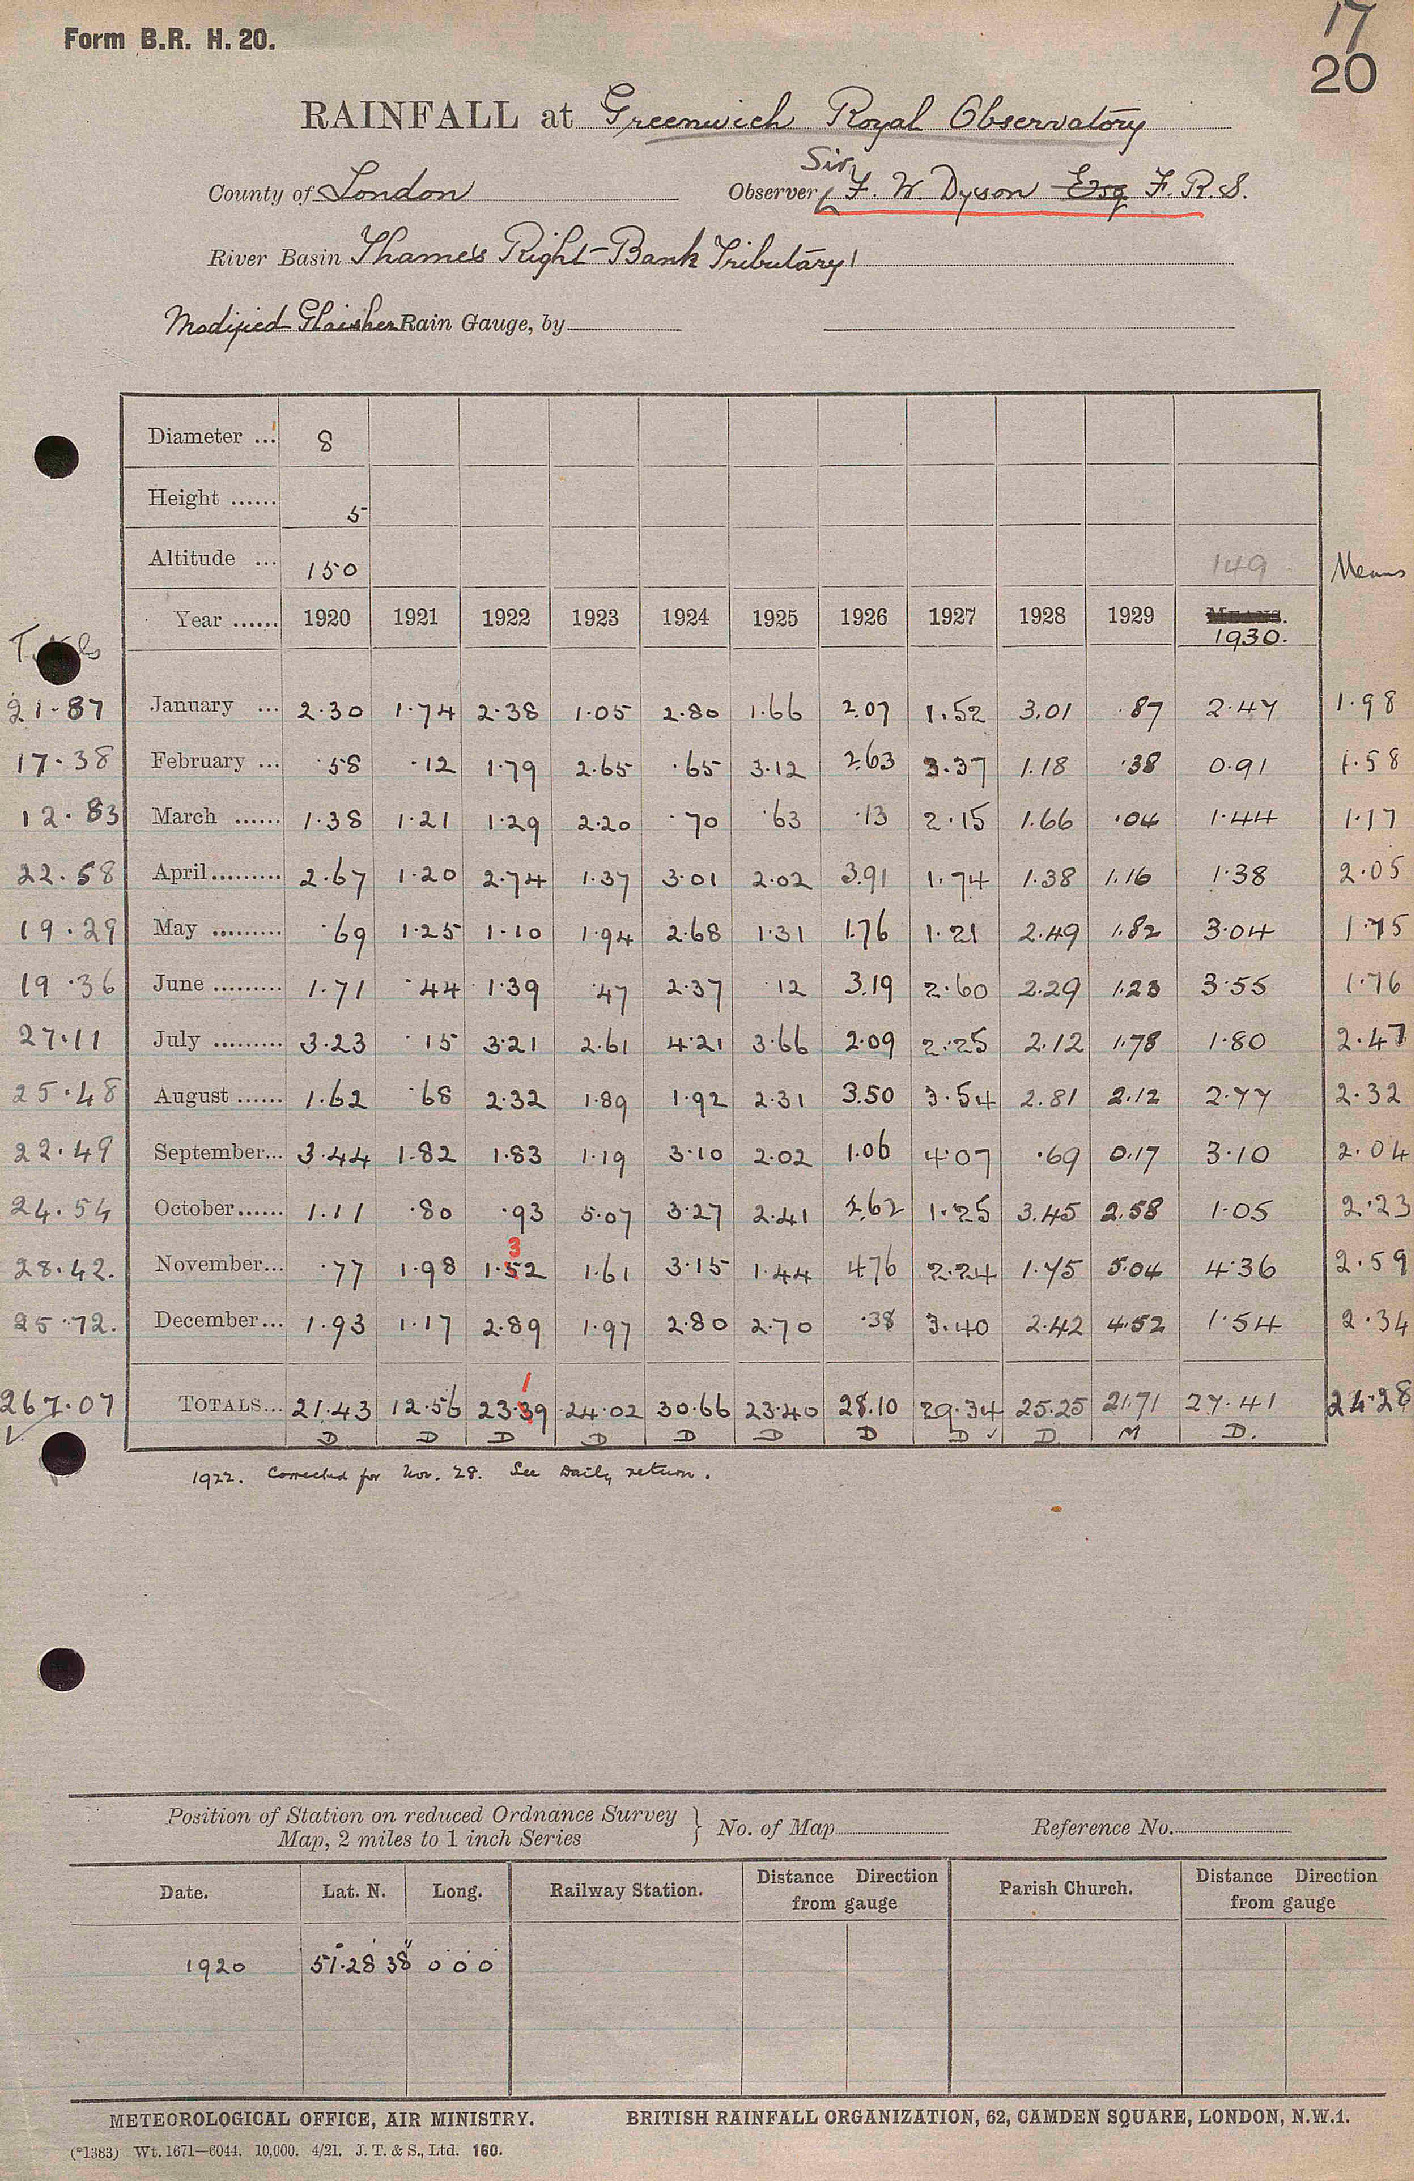 Form B.R. H. 20.
17
20
RAINFALL at Greenwich Royal Observatory
County of London Observer Sir F. W. Dyson Esq F. R. S.
River Basin Thames Right-Bank Tributary
Modified Glaisher Rain Gauge, by
Diameter ... 8
Height ...... 5
Altitude ... 150 149 Means
Year ...... 1920 1921 1922 1923 1924 1925 1926 1927 1928 1929 MEANS. 1930.
21.87 January ... 2.30 1.74 2.38 1.05 2.80 1.66 2.07 1.52 3.01 .87 2.47 1.98
17.38 February ... .58 .12 1.79 2.65 .65 3.12 2.63 3.37 1.18 .38 0.91 1.58
12.83 March ...... 1.38 1.21 1.29 2.20 .70 .63 .13 2.15 1.66 .04 1.44 1.17
22.58 April ......... 2.67 1.20 2.74 1.37 3.01 2.02 3.91 1.74 1.38 1.16 1.38 2.05
19.29 May ......... .69 1.25 1.10 1.94 2.68 1.31 1.76 1.21 2.49 1.82 3.04 1.75
19.36 June ......... 1.71 .44 1.39 .47 2.37 .12 3.19 2.60 2.29 1.23 3.55 1.76
27.11 July ......... 3.23 .15 3.21 2.61 4.21 3.66 2.09 2.25 2.12 1.78 1.80 2.47
25.48 August ...... 1.62 .68 2.32 1.89 1.92 2.31 3.50 3.54 2.81 2.12 2.77 2.32
22.49 September... 3.44 1.82 1.83 1.19 3.10 2.02 1.06 4.07 .69 0.17 3.10 2.04
24.54 October...... 1.11 .80 .93 5.07 3.27 2.41 2.62 1.25 3.45 2.58 1.05 2.23
3
28.42. November... .77 1.98 1.52 1.61 3.15 1.44 4.76 2.24 1.75 5.04 4.36 2.59
25.72. December... 1.93 1.17 2.89 1.97 2.80 2.70 .38 3.40 2.42 4.52 1.54 2.34
1
267.07 TOTALS... 21.43 12.56 23.39 24.02 30.66 23.40 28.10 29.34 25.25 21.71 27.41 24.28
D D D D D D D D ✓ D M D.
1922. Corrected for Nov. 28. See Daily return.
Position of Station on reduced Ordnance Survey
Map, 2 miles to 1 inch Series } No. of Map Reference No.
Date. Lat. N. Long. Railway Station. Distance Direction from gauge Parish Church. Distance Direction from gauge
1920 51° 28' 38" 0° 0' 0"
METEOROLOGICAL OFFICE, AIR MINISTRY. BRITISH RAINFALL ORGANIZATION, 62, CAMDEN SQUARE, LONDON, N.W.1.
(*1383) Wt. 1671—6044. 10,000. 4/21. J. T. & S., Ltd. 160.